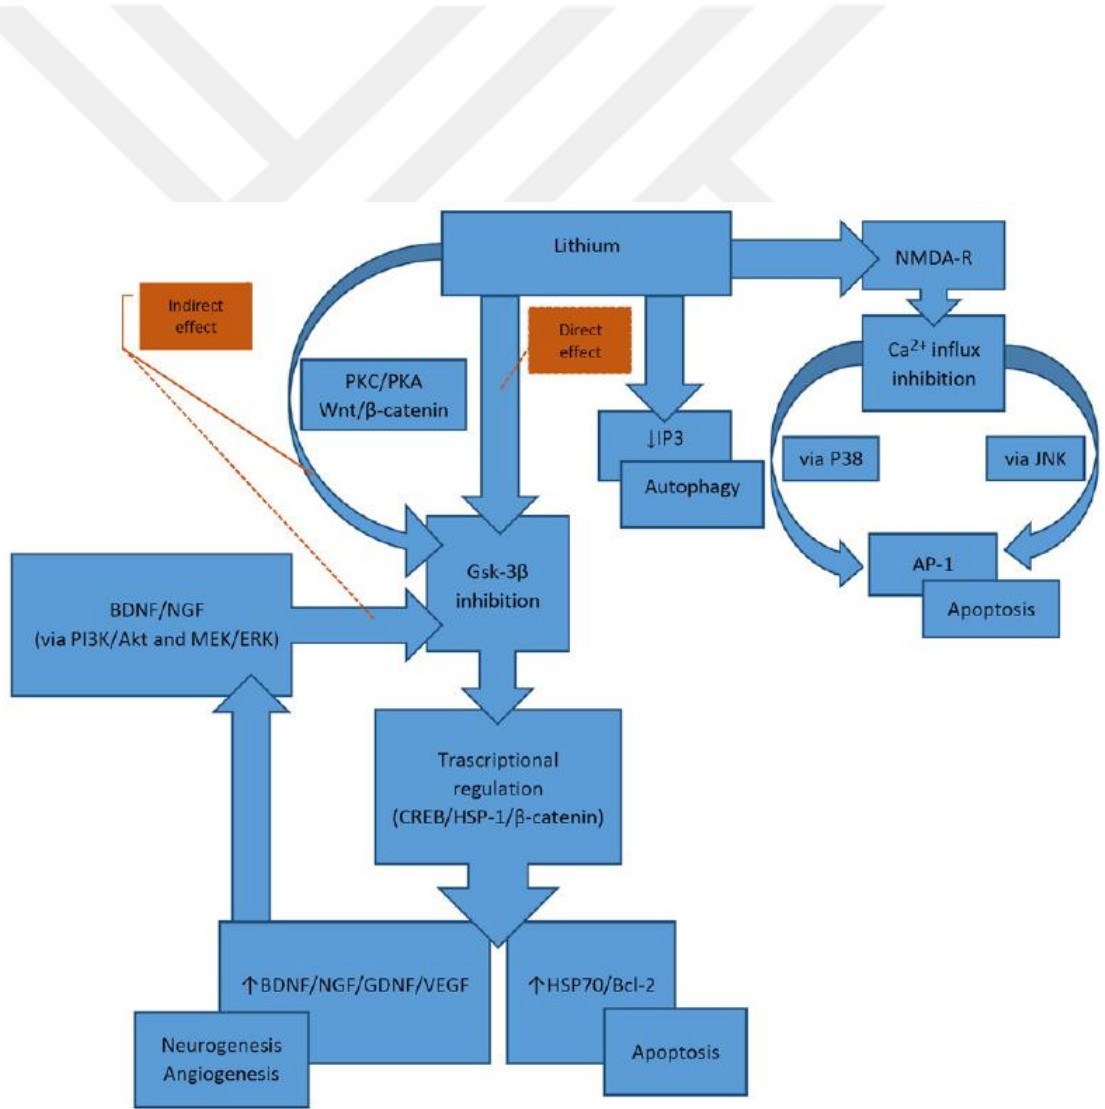 Lithium
NMDA-R
Indirect
effect
Direct
effect
Ca²⁺ influx
inhibition
PKC/PKA
Wnt/β-catenin
↓IP3
Autophagy
via P38
via JNK
Gsk-3β
inhibition
AP-1
Apoptosis
BDNF/NGF
(via PI3K/Akt and MEK/ERK)
Trascriptional
regulation
(CREB/HSP-1/β-catenin)
↑BDNF/NGF/GDNF/VEGF
↑HSP70/Bcl-2
Neurogenesis
Angiogenesis
Apoptosis